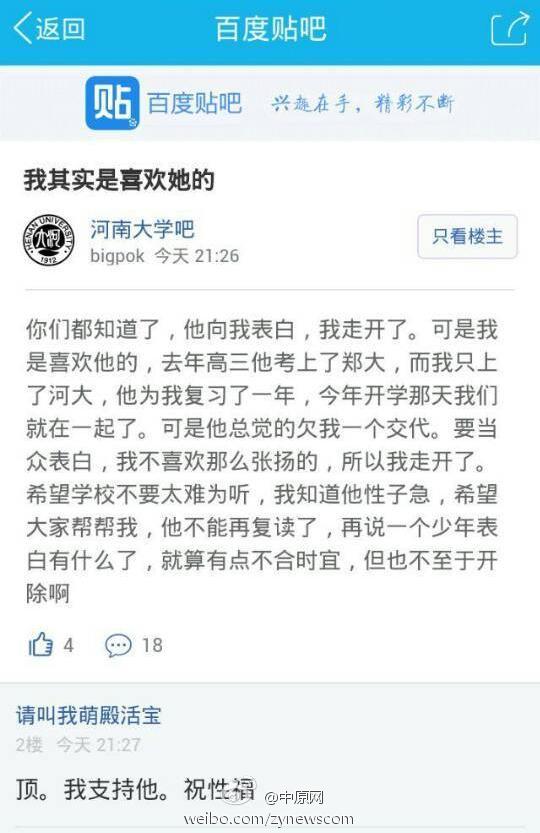 返回
百度贴吧
贴 百度贴吧 兴趣在手，精彩不断
我其实是喜欢她的
河南大学吧
bigpok 今天 21:26
只看楼主
HENAN UNIVERSITY
1912
你们都知道了，他向我表白，我走开了。可是我
是喜欢他的，去年高三他考上了郑大，而我只上
了河大，他为我复习了一年，今年开学那天我们
就在一起了。可是他总觉的欠我一个交代。要当
众表白，我不喜欢那么张扬的，所以我走开了。
希望学校不要太难为听，我知道他性子急，希望
大家帮帮我，他不能再复读了，再说一个少年表
白有什么了，就算有点不合时宜，但也不至于开
除啊
4 18
请叫我萌殿活宝
2楼 今天 21:27
顶。我支持他。祝性福
@中原网
weibo.com/zynewscom